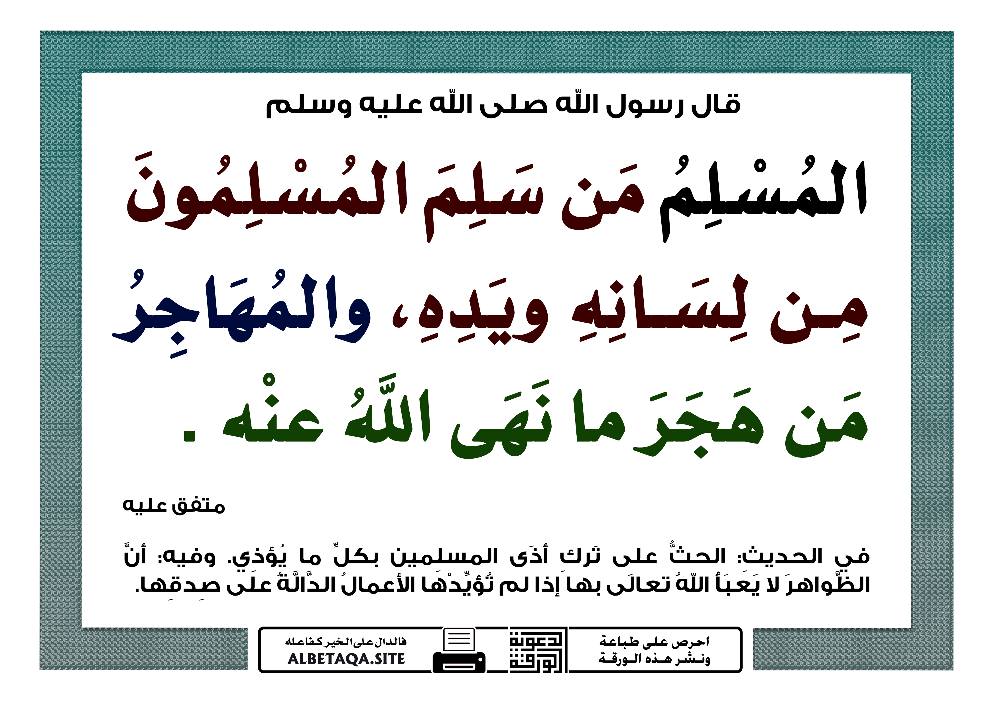 قال رسول الله صلى الله عليه وسلم
المُسْلِمُ مَن سَلِمَ المُسْلِمُونَ
مِن لِسَانِهِ ويَدِهِ، والمُهَاجِرُ
مَن هَجَرَ ما نَهَى اللَّهُ عنْه .
متفق عليه
في الحديث: الحثُّ على تَرك أذَى المسلمين بكلِّ ما يُؤذي. وفيه: أنَّ
الظَّواهرَ لا يَعَبَأ اللهُ تعالَى بها إذا لم تُؤيِّدْهَا الأعمالُ الدَّالَّةُ علَى صِدقِها.
احرص على طباعة
ونشر هذه الورقة
الدعوية
الورقة
فالدال على الخير كفاعله
ALBETAQA.SITE